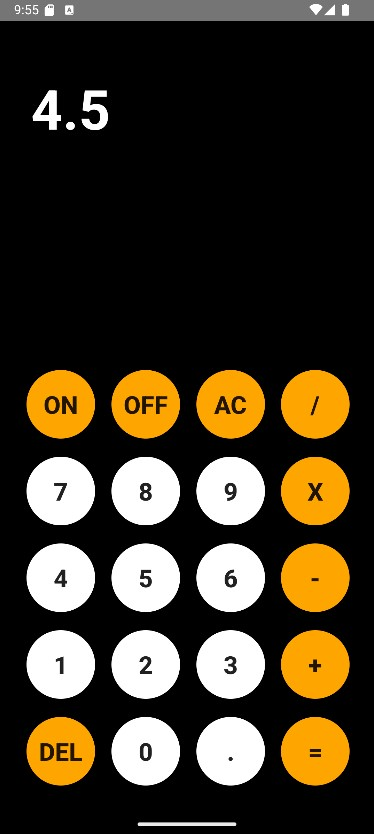 9:55
4.5
ON OFF AC /
7 8 9 X
4 5 6 -
1 2 3 +
DEL 0 . =